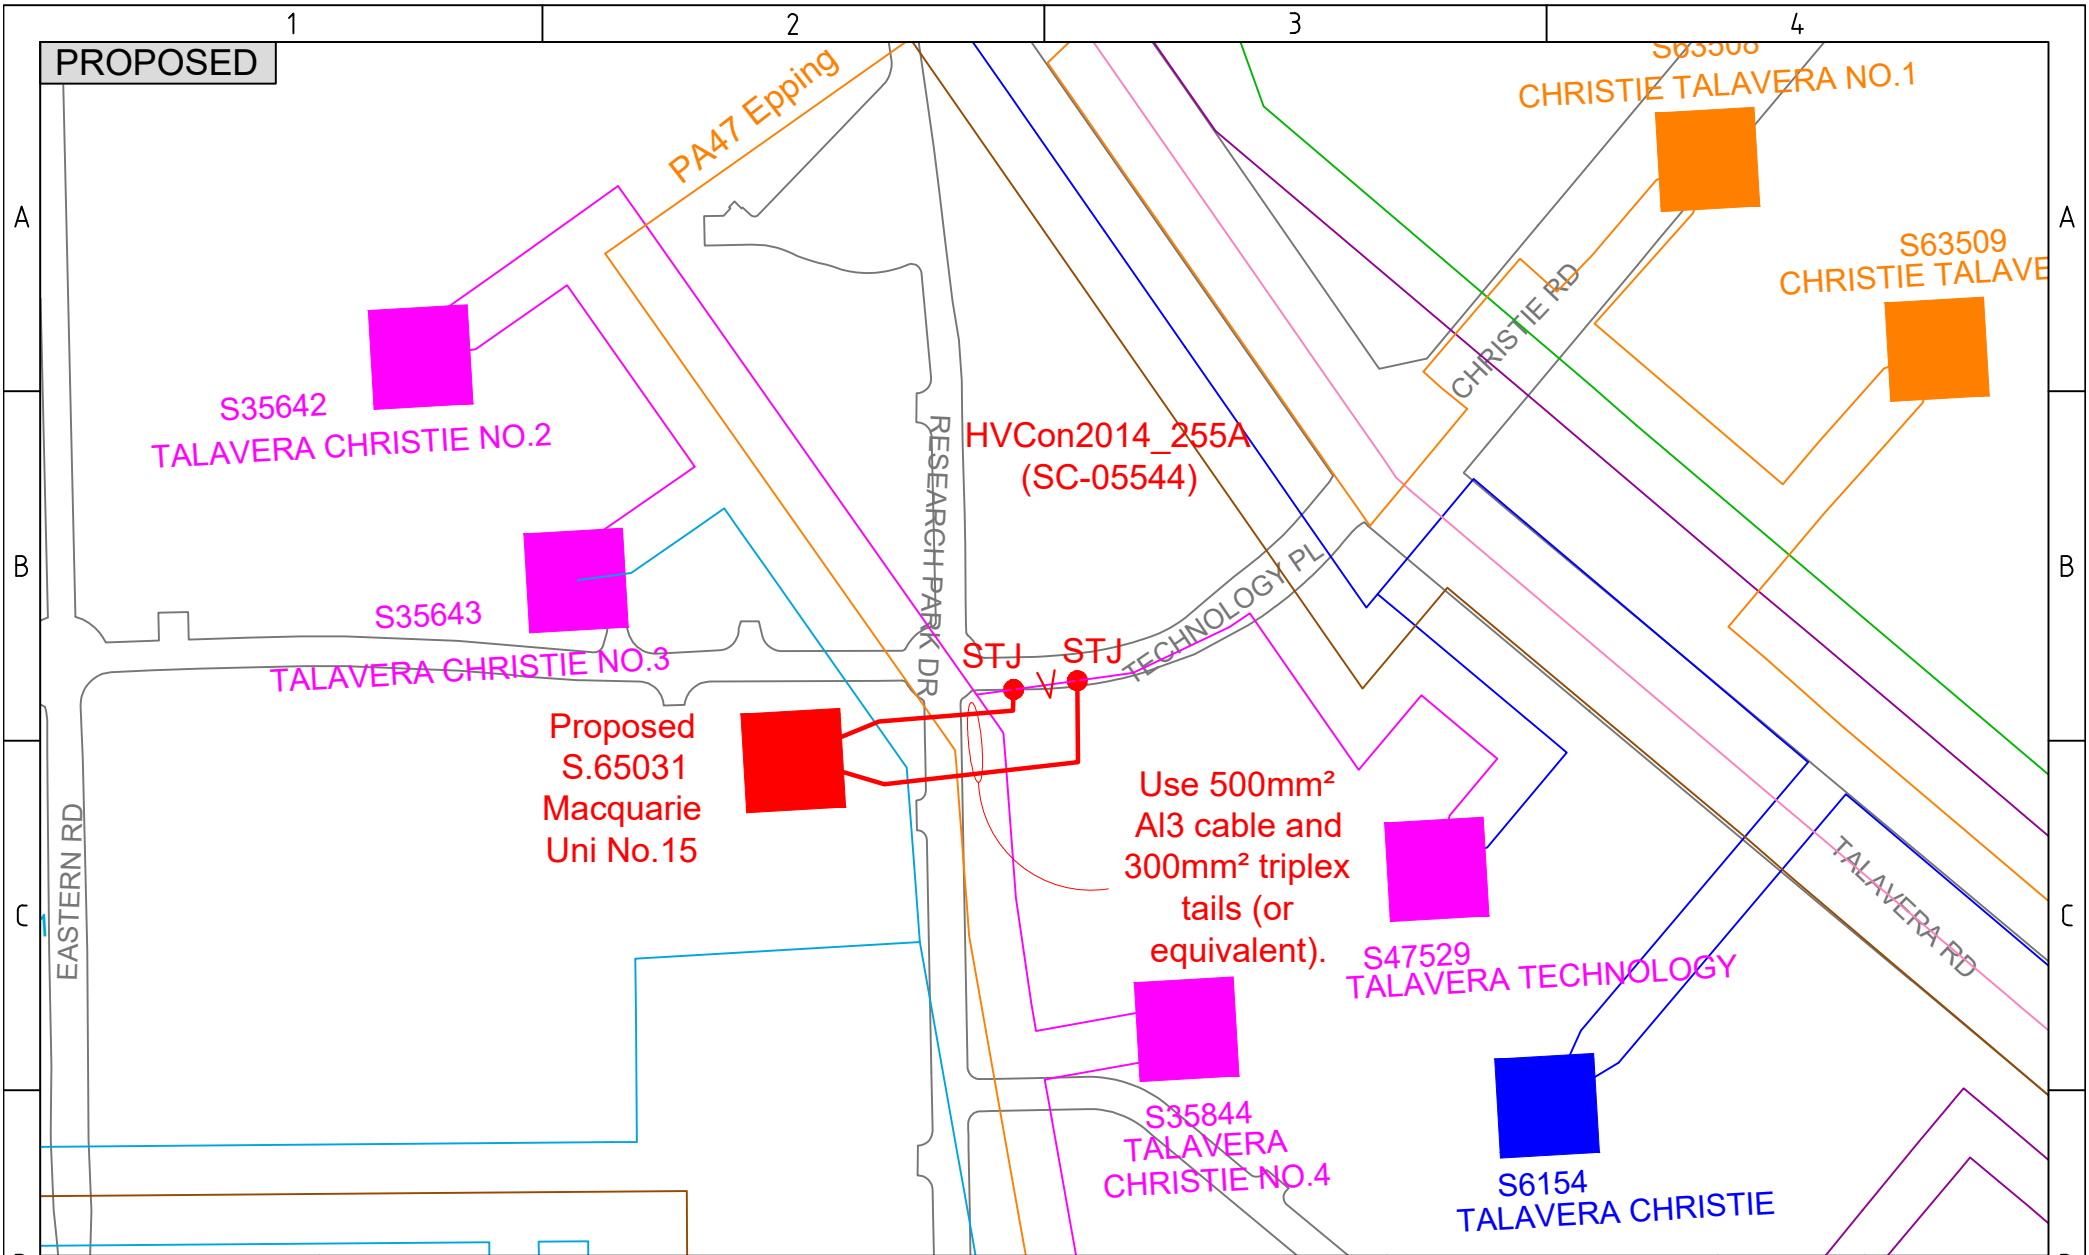 1
2
3
4
PROPOSED
S63508
CHRISTIE TALAVERA NO.1
PA47 Epping
A
A
S63509
CHRISTIE TALAVE
CHRISTIE RD
S35642
TALAVERA CHRISTIE NO.2
RESEARCH PARK DR
HVCon2014_255A
(SC-05544)
B
B
TECHNOLOGY PL
S35643
TALAVERA CHRISTIE NO.3
STJ
STJ
Proposed
S.65031
Macquarie
Uni No.15
Use 500mm²
Al3 cable and
300mm² triplex
tails (or
equivalent).
EASTERN RD
TALAVERA RD
C
C
1
S47529
TALAVERA TECHNOLOGY
S35844
TALAVERA
CHRISTIE NO.4
S6154
TALAVERA CHRISTIE